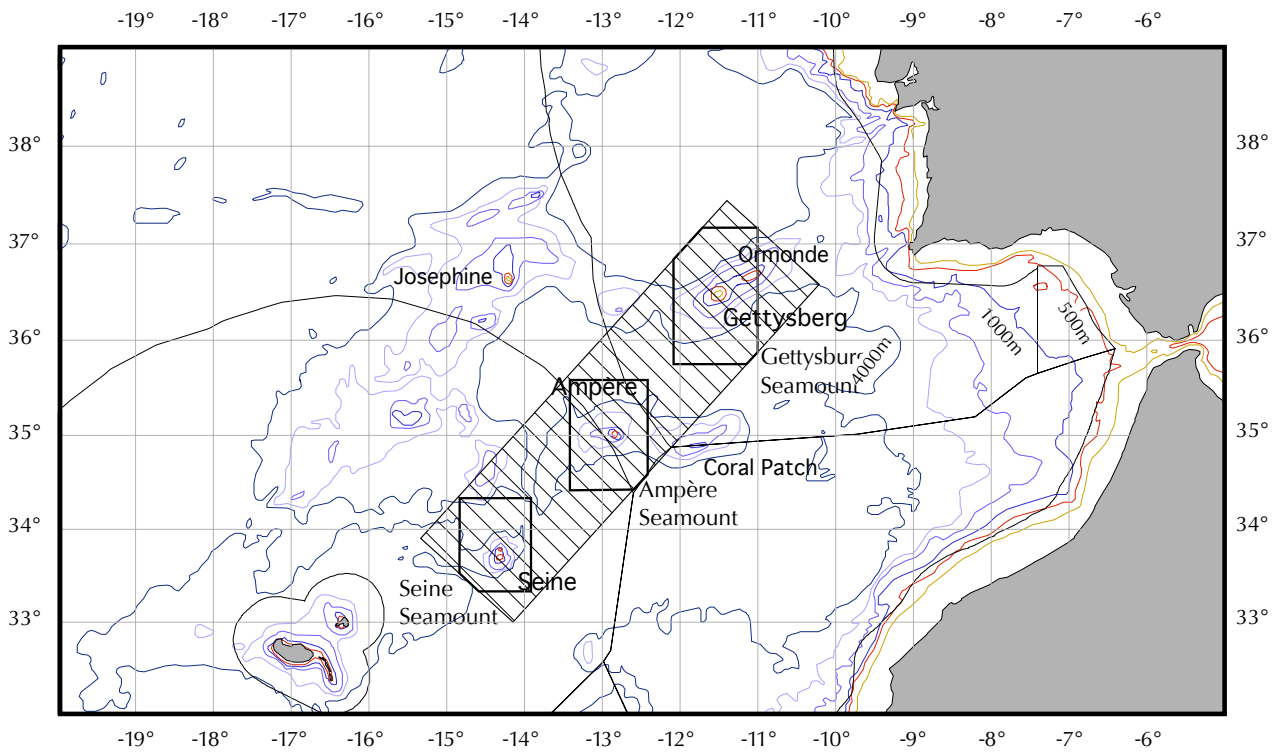 -19° -18° -17° -16° -15° -14° -13° -12° -11° -10° -9° -8° -7° -6°
38° 38°
37° 37°
Ormonde
Josephine
Gettysberg
36° 36°
1000m
500m
4000m
Gettysburg
Seamount
Ampère
35° 35°
Coral Patch
Ampère
Seamount
34° 34°
Seine
Seine
Seamount
33° 33°
-19° -18° -17° -16° -15° -14° -13° -12° -11° -10° -9° -8° -7° -6°